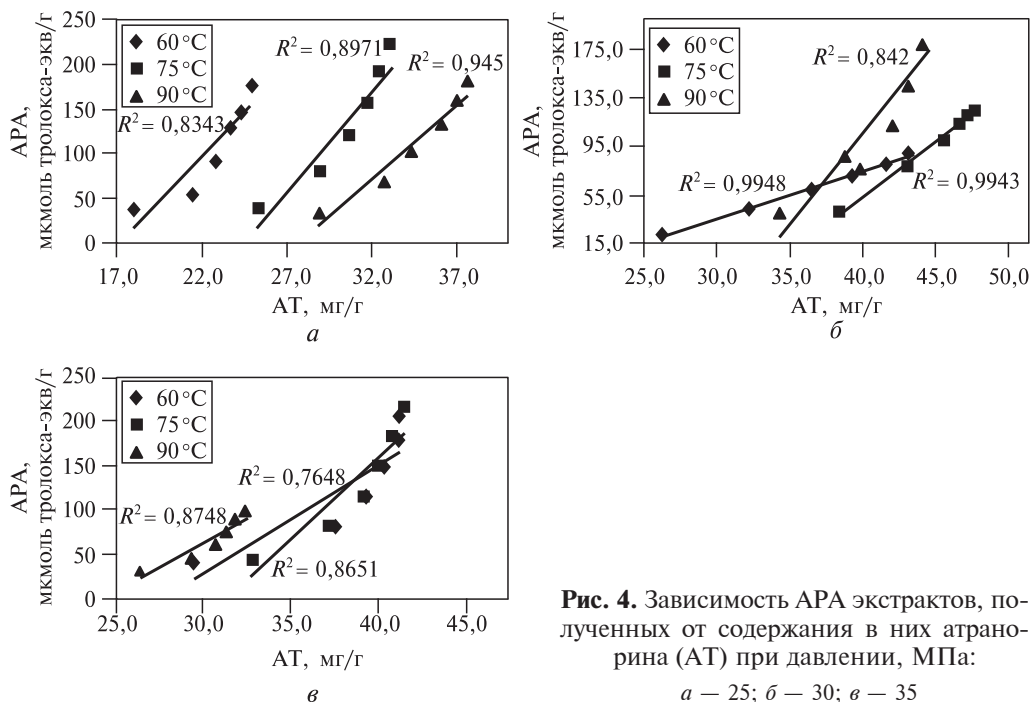 АРА,
мкмоль тролокса-экв/г
250
200
150
100
50
0
60 °C
75 °C
90 °C
R² = 0,8343
R² = 0,8971
R² = 0,945
17,0 22,0 27,0 32,0 37,0
АТ, мг/г
а
АРА,
мкмоль тролокса-экв/г
175,0
135,0
95,0
55,0
15,0
60 °C
75 °C
90 °C
R² = 0,842
R² = 0,9948
R² = 0,9943
25,0 30,0 35,0 40,0 45,0 50,0
АТ, мг/г
б
АРА,
мкмоль тролокса-экв/г
250
200
150
100
50
0
60 °C
75 °C
90 °C
R² = 0,7648
R² = 0,8748
R² = 0,8651
25,0 30,0 35,0 40,0 45,0
АТ, мг/г
в
Рис. 4. Зависимость АРА экстрактов, по-
лученных от содержания в них атрано-
рина (АТ) при давлении, МПа:
а — 25; б — 30; в — 35